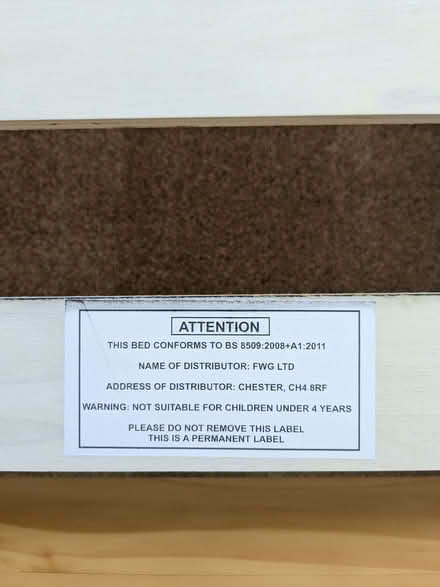 ATTENTION
THIS BED CONFORMS TO BS 8509:2008+A1:2011
NAME OF DISTRIBUTOR: FWG LTD
ADDRESS OF DISTRIBUTOR: CHESTER, CH4 8RF
WARNING: NOT SUITABLE FOR CHILDREN UNDER 4 YEARS
PLEASE DO NOT REMOVE THIS LABEL
THIS IS A PERMANENT LABEL